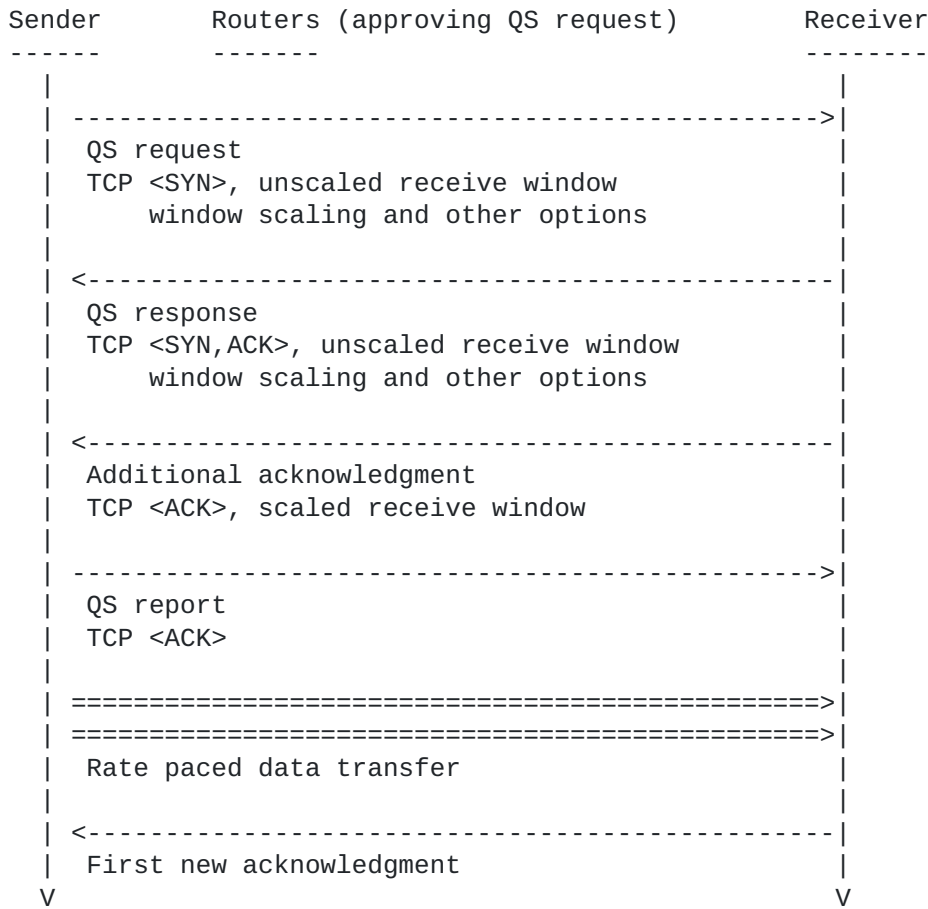 Sender       Routers (approving QS request)        Receiver
------       -------                               --------
  |                                                   |
  | ------------------------------------------------>|
  |  QS request                                       |
  |  TCP <SYN>, unscaled receive window               |
  |      window scaling and other options             |
  |                                                   |
  | <------------------------------------------------|
  |  QS response                                      |
  |  TCP <SYN,ACK>, unscaled receive window           |
  |      window scaling and other options             |
  |                                                   |
  | <------------------------------------------------|
  |  Additional acknowledgment                        |
  |  TCP <ACK>, scaled receive window                 |
  |                                                   |
  | ------------------------------------------------>|
  |  QS report                                        |
  |  TCP <ACK>                                        |
  |                                                   |
  | ================================================>|
  | ================================================>|
  |  Rate paced data transfer                         |
  |                                                   |
  | <------------------------------------------------|
  |  First new acknowledgment                         |
  V                                                   V